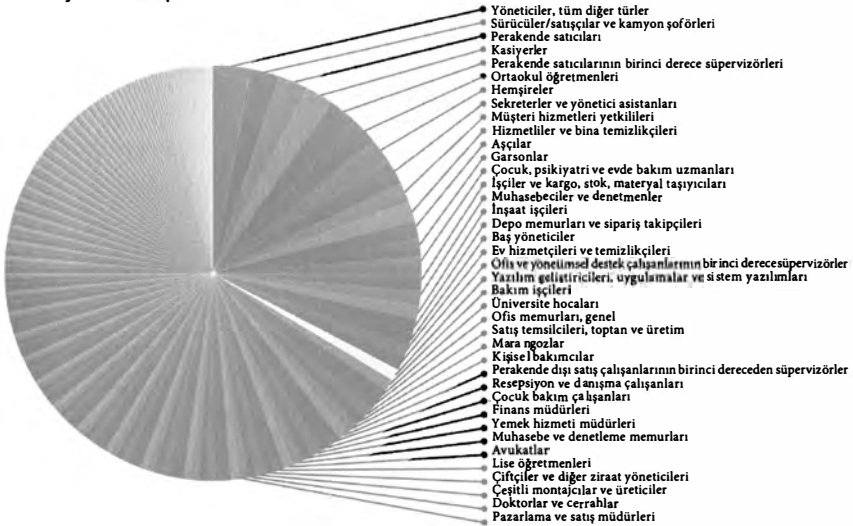 Yöneticiler, tüm diğer türler
Sürücüler/satışçılar ve kamyon şoförleri
Perakende satıcıları
Kasiyerler
Perakende satıcılarının birinci derece süpervizörleri
Ortaokul öğretmenleri
Hemşireler
Sekreterler ve yönetici asistanları
Müşteri hizmetleri yetkilileri
Hizmetliler ve bina temizlikçileri
Aşçılar
Garsonlar
Çocuk, psikiyatri ve evde bakım uzmanları
İşçiler ve kargo, stok, materyal taşıyıcıları
Muhasebeciler ve denetmenler
İnşaat işçileri
Depo memurları ve sipariş takipçileri
Baş yöneticiler
Ev hizmetçileri ve temizlikçileri
Ofis ve yönetimsel destek çalışanlarının birinci derecesüpervizörler
Yazılım geliştiricileri, uygulamalar ve sistem yazılımları
Bakım işçileri
Üniversite hocaları
Ofis memurları, genel
Satış temsilcileri, toptan ve üretim
Marangozlar
Kişisel bakımcılar
Perakende dışı satış çalışanlarının birinci dereceden süpervizörler
Resepsiyon ve danışma çalışanları
Çocuk bakım çalışanları
Finans müdürleri
Yemek hizmeti müdürleri
Muhasebe ve denetleme memurları
Avukatlar
Lise öğretmenleri
Çiftçiler ve diğer ziraat yöneticileri
Çeşitli montajcılar ve üreticiler
Doktorlar ve cerrahlar
Pazarlama ve satış müdürleri